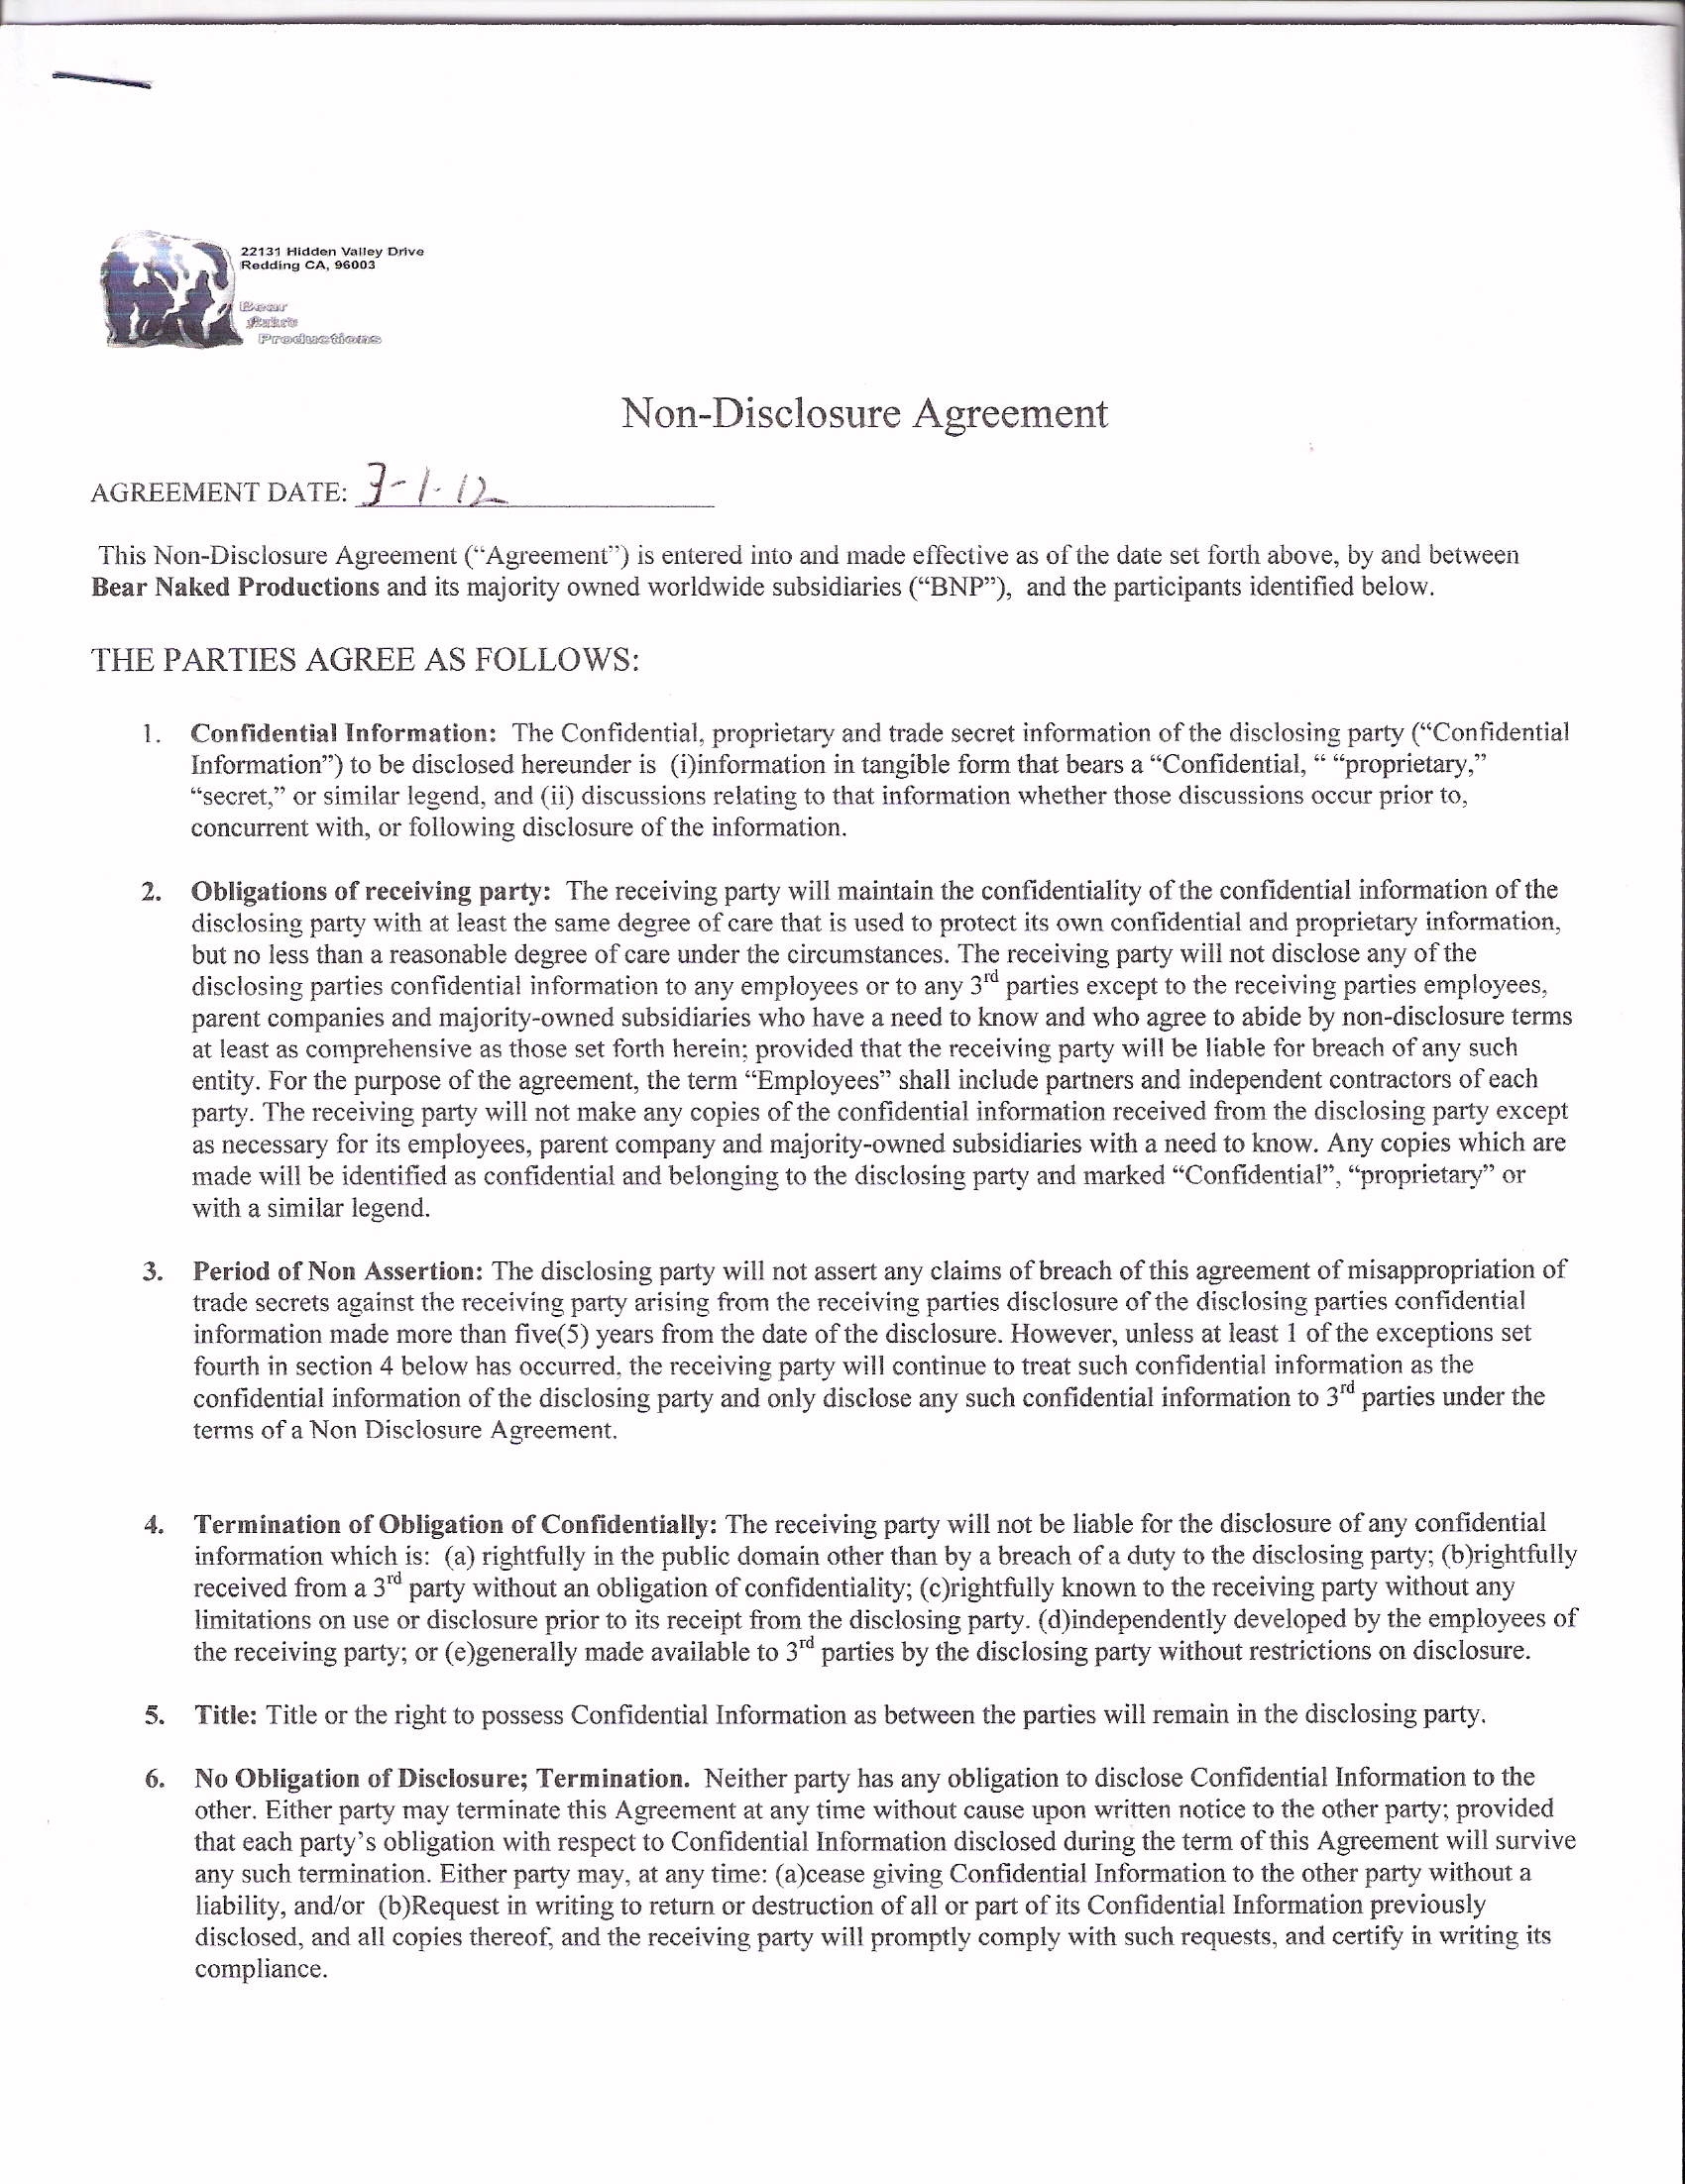 22131 Hidden Valley Drive
Redding CA, 96003
Bear
Productions
Non-Disclosure Agreement
AGREEMENT DATE: 3-1-12
This Non-Disclosure Agreement (“Agreement”) is entered into and made effective as of the date set forth above, by and between
Bear Naked Productions and its majority owned worldwide subsidiaries (“BNP”), and the participants identified below.
THE PARTIES AGREE AS FOLLOWS:
1. Confidential Information: The Confidential, proprietary and trade secret information of the disclosing party (“Confidential
Information”) to be disclosed hereunder is (i)information in tangible form that bears a “Confidential, “ “proprietary,”
“secret,” or similar legend, and (ii) discussions relating to that information whether those discussions occur prior to,
concurrent with, or following disclosure of the information.
2. Obligations of receiving party: The receiving party will maintain the confidentiality of the confidential information of the
disclosing party with at least the same degree of care that is used to protect its own confidential and proprietary information,
but no less than a reasonable degree of care under the circumstances. The receiving party will not disclose any of the
disclosing parties confidential information to any employees or to any 3rd parties except to the receiving parties employees,
parent companies and majority-owned subsidiaries who have a need to know and who agree to abide by non-disclosure terms
at least as comprehensive as those set forth herein; provided that the receiving party will be liable for breach of any such
entity. For the purpose of the agreement, the term “Employees” shall include partners and independent contractors of each
party. The receiving party will not make any copies of the confidential information received from the disclosing party except
as necessary for its employees, parent company and majority-owned subsidiaries with a need to know. Any copies which are
made will be identified as confidential and belonging to the disclosing party and marked “Confidential”, “proprietary” or
with a similar legend.
3. Period of Non Assertion: The disclosing party will not assert any claims of breach of this agreement of misappropriation of
trade secrets against the receiving party arising from the receiving parties disclosure of the disclosing parties confidential
information made more than five(5) years from the date of the disclosure. However, unless at least 1 of the exceptions set
fourth in section 4 below has occurred, the receiving party will continue to treat such confidential information as the
confidential information of the disclosing party and only disclose any such confidential information to 3rd parties under the
terms of a Non Disclosure Agreement.
4. Termination of Obligation of Confidentially: The receiving party will not be liable for the disclosure of any confidential
information which is: (a) rightfully in the public domain other than by a breach of a duty to the disclosing party; (b)rightfully
received from a 3rd party without an obligation of confidentiality; (c)rightfully known to the receiving party without any
limitations on use or disclosure prior to its receipt from the disclosing party. (d)independently developed by the employees of
the receiving party; or (e)generally made available to 3rd parties by the disclosing party without restrictions on disclosure.
5. Title: Title or the right to possess Confidential Information as between the parties will remain in the disclosing party.
6. No Obligation of Disclosure; Termination. Neither party has any obligation to disclose Confidential Information to the
other. Either party may terminate this Agreement at any time without cause upon written notice to the other party; provided
that each party’s obligation with respect to Confidential Information disclosed during the term of this Agreement will survive
any such termination. Either party may, at any time: (a)cease giving Confidential Information to the other party without a
liability, and/or (b)Request in writing to return or destruction of all or part of its Confidential Information previously
disclosed, and all copies thereof, and the receiving party will promptly comply with such requests, and certify in writing its
compliance.